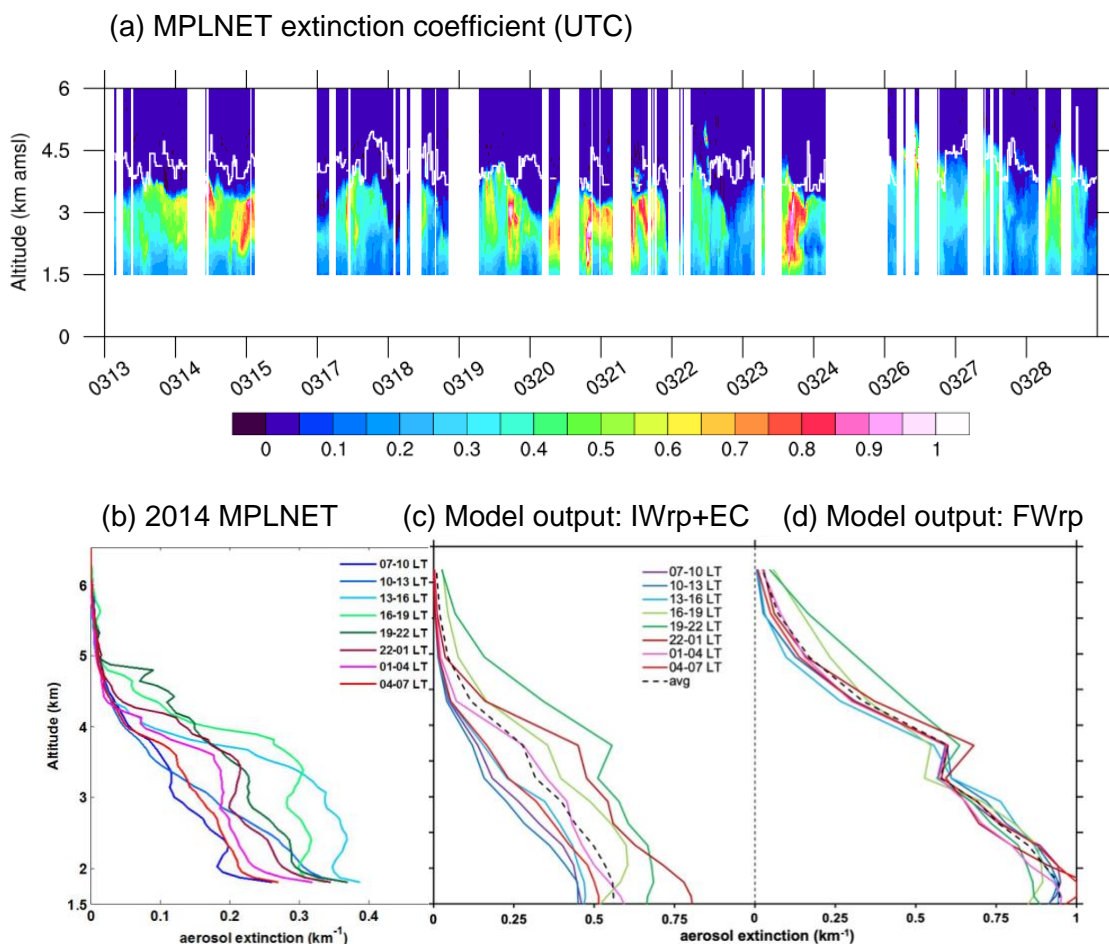 (a) MPLNET extinction coefficient (UTC)
6
4.5
3
1.5
0
Altitude (km amsl)
0313 0314 0315 0317 0318 0319 0320 0321 0322 0323 0324 0326 0327 0328
0 0.1 0.2 0.3 0.4 0.5 0.6 0.7 0.8 0.9 1
(b) 2014 MPLNET
6
5
4
3
2
1.5
Altitude (km)
07-10 LT
10-13 LT
13-16 LT
16-19 LT
19-22 LT
22-01 LT
01-04 LT
04-07 LT
0 0.1 0.2 0.3 0.4
aerosol extinction (km-1)
(c) Model output: IWrp+EC
07-10 LT
10-13 LT
13-16 LT
16-19 LT
19-22 LT
22-01 LT
01-04 LT
04-07 LT
avg
0 0.25 0.5 0.75
(d) Model output: FWrp
0 0.25 0.5 0.75 1
aerosol extinction (km-1)